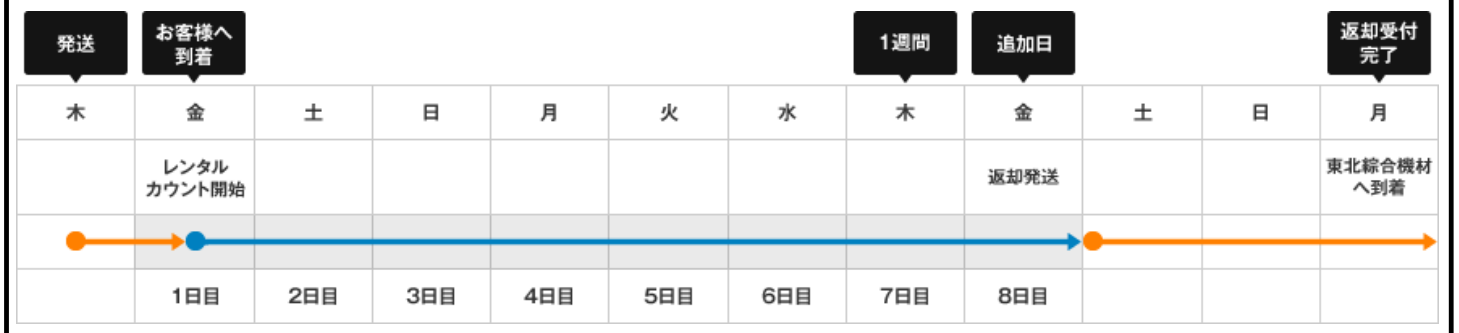 発送
お客様へ
到着
1週間
追加日
返却受付
完了
木 金 土 日 月 火 水 木 金 土 日 月
レンタル
カウント開始
返却発送
東北綜合機材
へ到着
1日目 2日目 3日目 4日目 5日目 6日目 7日目 8日目